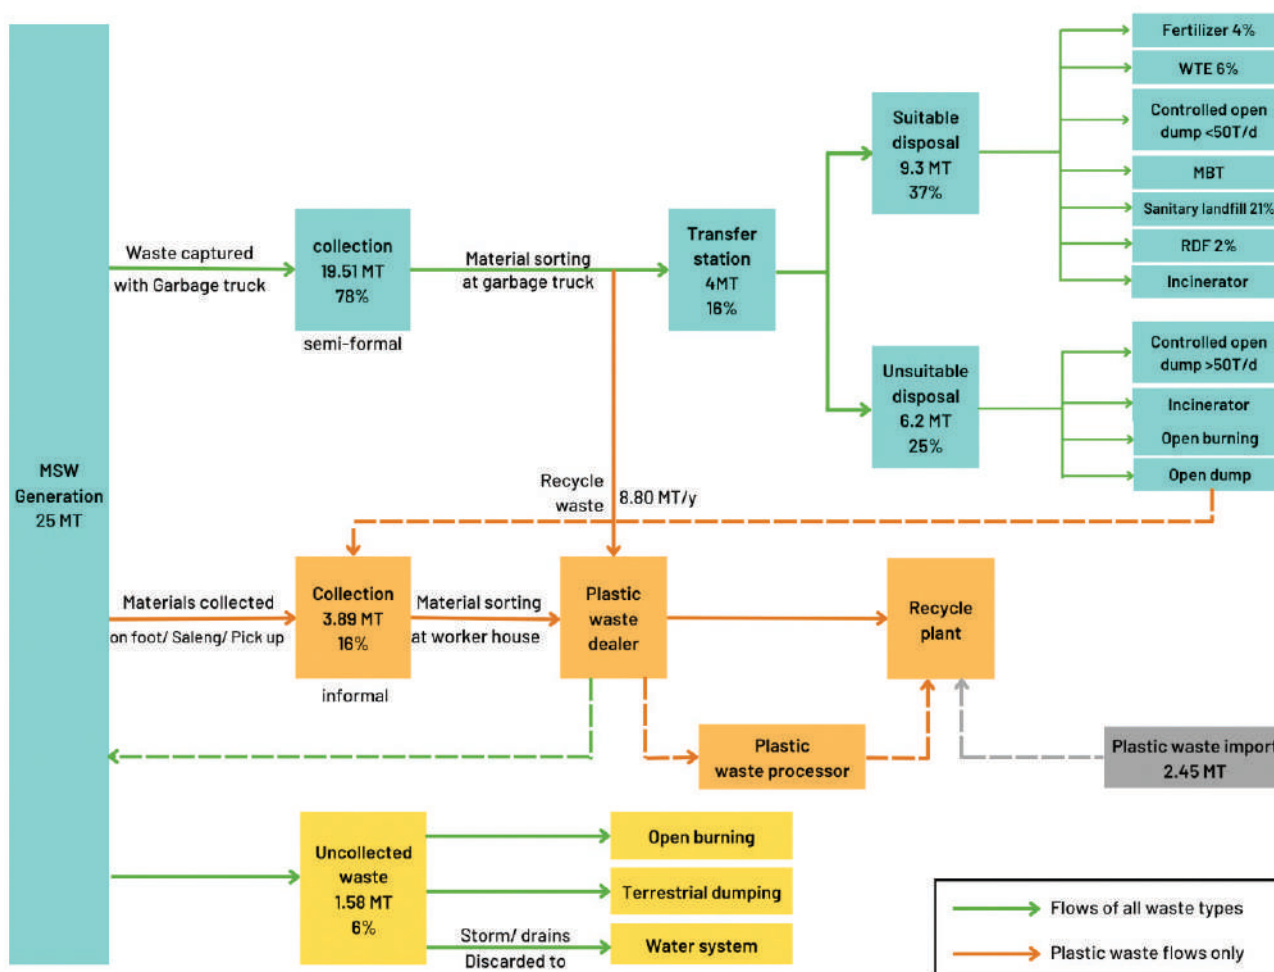 MSW
Generation
25 MT
Waste captured
with Garbage truck
collection
19.51 MT
78%
semi-formal
Material sorting
at garbage truck
Transfer
station
4MT
16%
Suitable
disposal
9.3 MT
37%
Fertilizer 4%
WTE 6%
Controlled open
dump <50T/d
MBT
Sanitary landfill 21%
RDF 2%
Incinerator
Unsuitable
disposal
6.2 MT
25%
Controlled open
dump >50T/d
Incinerator
Open burning
Open dump
Recycle
waste
8.80 MT/y
Materials collected
on foot/ Saleng/ Pick up
Collection
3.89 MT
16%
informal
Material sorting
at worker house
Plastic
waste
dealer
Recycle
plant
Plastic
waste processor
Plastic waste import
2.45 MT
Uncollected
waste
1.58 MT
6%
Open burning
Terrestrial dumping
Storm/ drains
Discarded to
Water system
Flows of all waste types
Plastic waste flows only